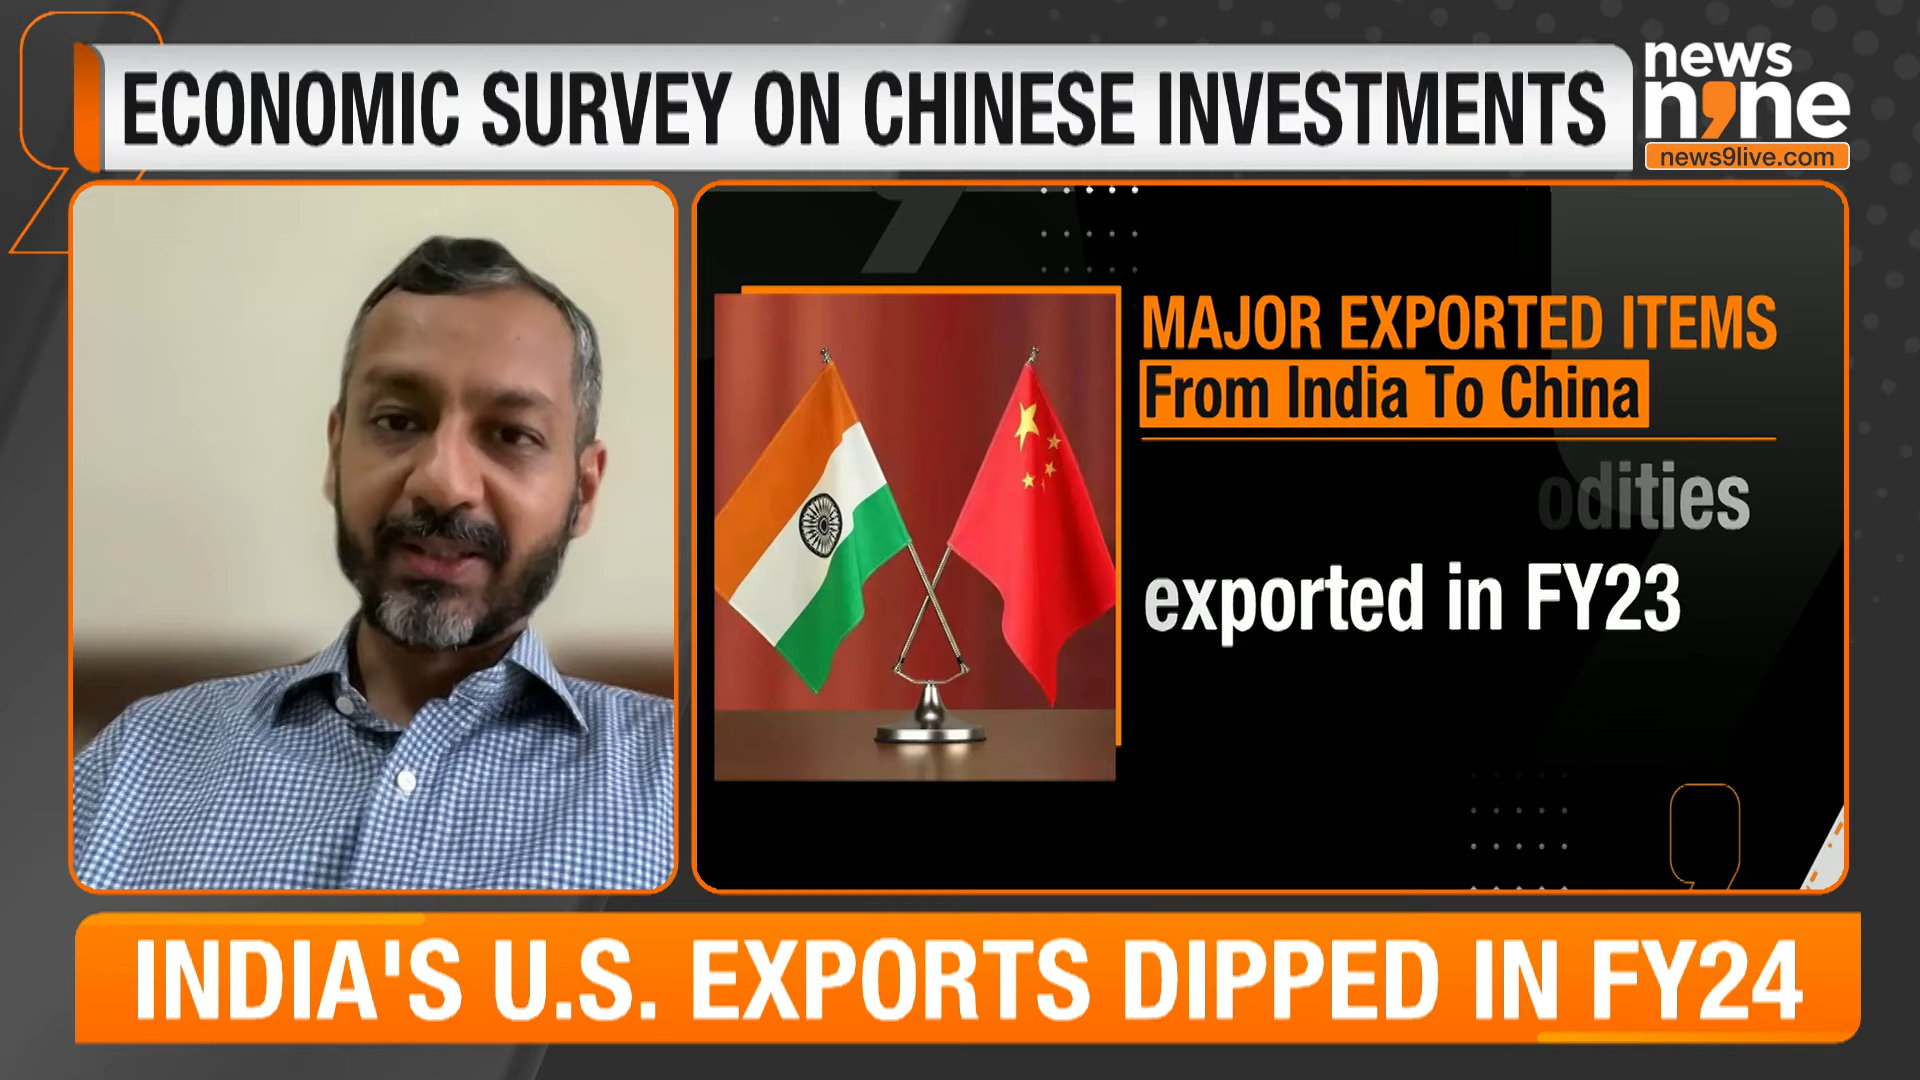 ECONOMIC SURVEY ON CHINESE INVESTMENTS
news
nine
news9live.com
MAJOR EXPORTED ITEMS
From India To China
odities
exported in FY23
INDIA'S U.S. EXPORTS DIPPED IN FY24